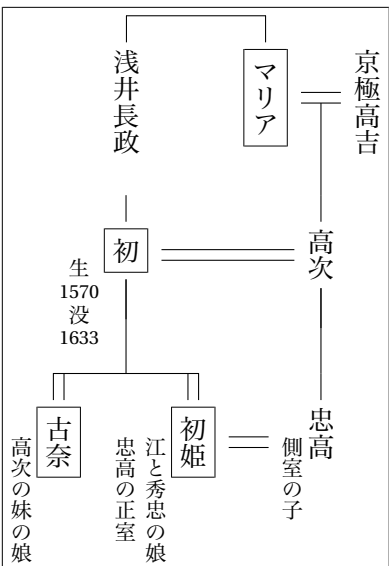 京極高吉
マリア
浅井長政
高次
初
生
1570
没
1633
忠高
側室の子
初姫
江と秀忠の娘
忠高の正室
古奈
高次の妹の娘